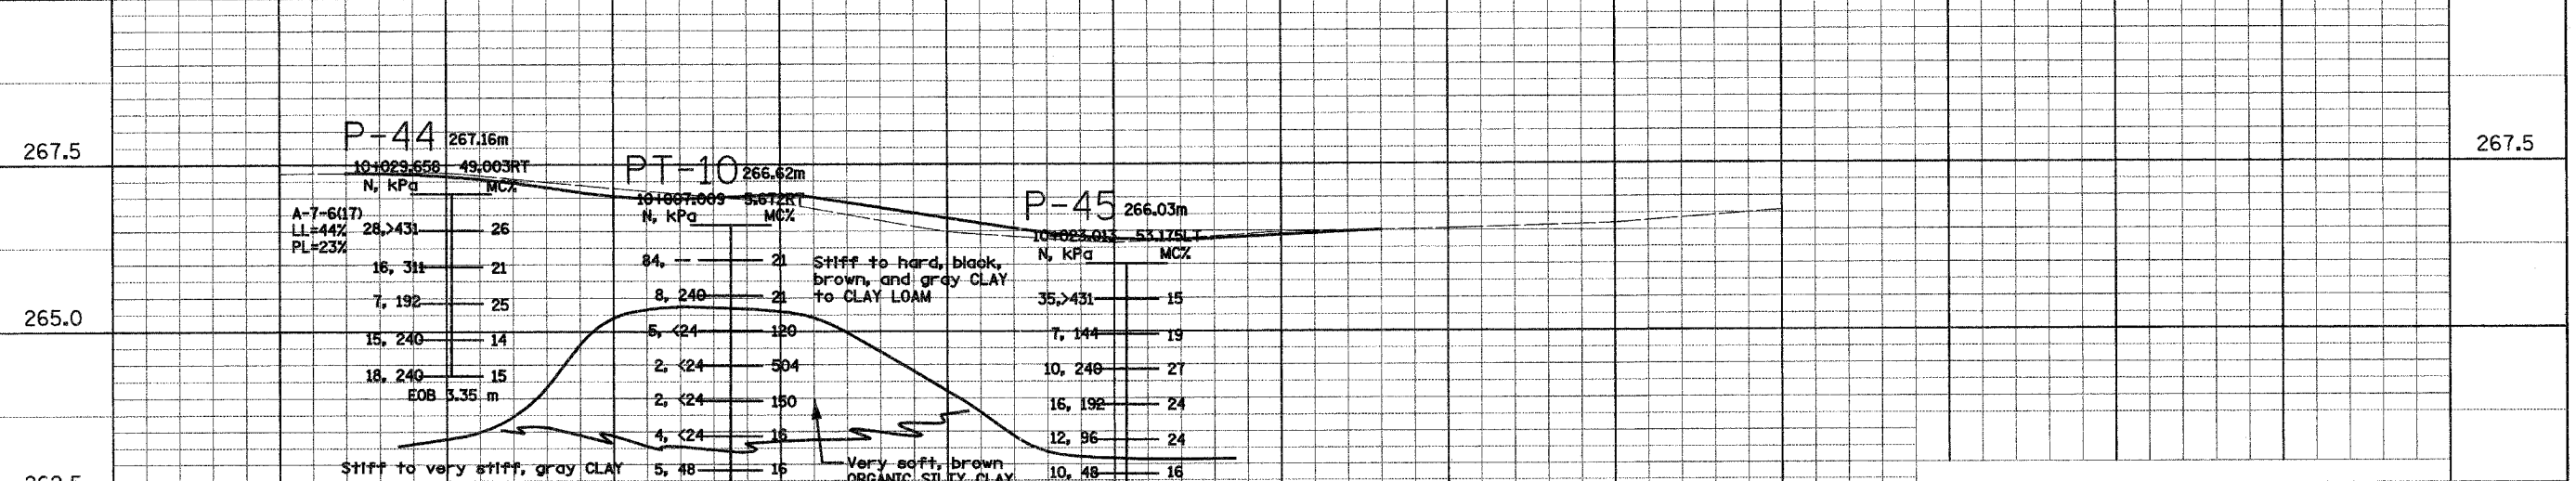 267.5
267.5
265.0
P-44 267.16m
10+029.658 49.003RT
N, kPa MC%
A-7-6(17)
LL=44%
PL=23%
28,>431 26
16, 311 21
7, 192 25
15, 240 14
18, 240 15
EOB 3.35 m
Stiff to very stiff, gray CLAY
PT-10 266.62m
10+007.009 5.672RT
N, kPa MC%
84, -- 21
8, 240 21
5, <24 120
2, <24 504
2, <24 150
4, <24 16
5, 48 16
Stiff to hard, black,
brown, and gray CLAY
to CLAY LOAM
Very soft, brown
ORGANIC SILTY CLAY
P-45 266.03m
10+023.013 53.175LT
N, kPa MC%
35,>431 15
7, 144 19
10, 240 27
16, 192 24
12, 96 24
10, 48 16